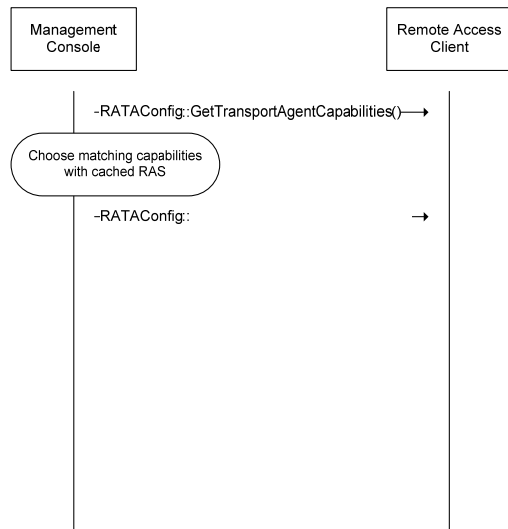 Management
Console
Remote Access
Client
-RATAConfig::GetTransportAgentCapabilities()
Choose matching capabilities
with cached RAS
-RATAConfig::